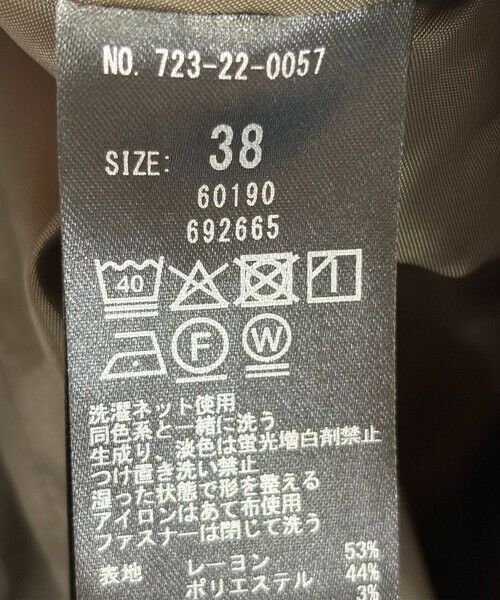 NO. 723-22-0057
SIZE: 38
60190
692665
40
F W
洗濯ネット使用
同色系と一緒に洗う
生成り、淡色は蛍光増白剤禁止
つけ置き洗い禁止
湿った状態で形を整える
アイロンはあて布使用
ファスナーは閉じて洗う
表地 レーヨン 53%
ポリエステル 44%
3%